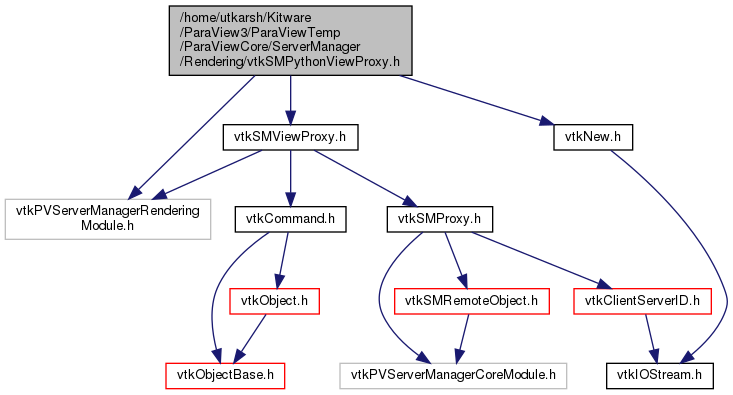 /home/utkarsh/Kitware
/ParaView3/ParaViewTemp
/ParaViewCore/ServerManager
/Rendering/vtkSMPythonViewProxy.h
vtkSMViewProxy.h
vtkNew.h
vtkPVServerManagerRendering
Module.h
vtkCommand.h
vtkSMProxy.h
vtkObject.h
vtkSMRemoteObject.h
vtkClientServerID.h
vtkObjectBase.h
vtkPVServerManagerCoreModule.h
vtkIOStream.h